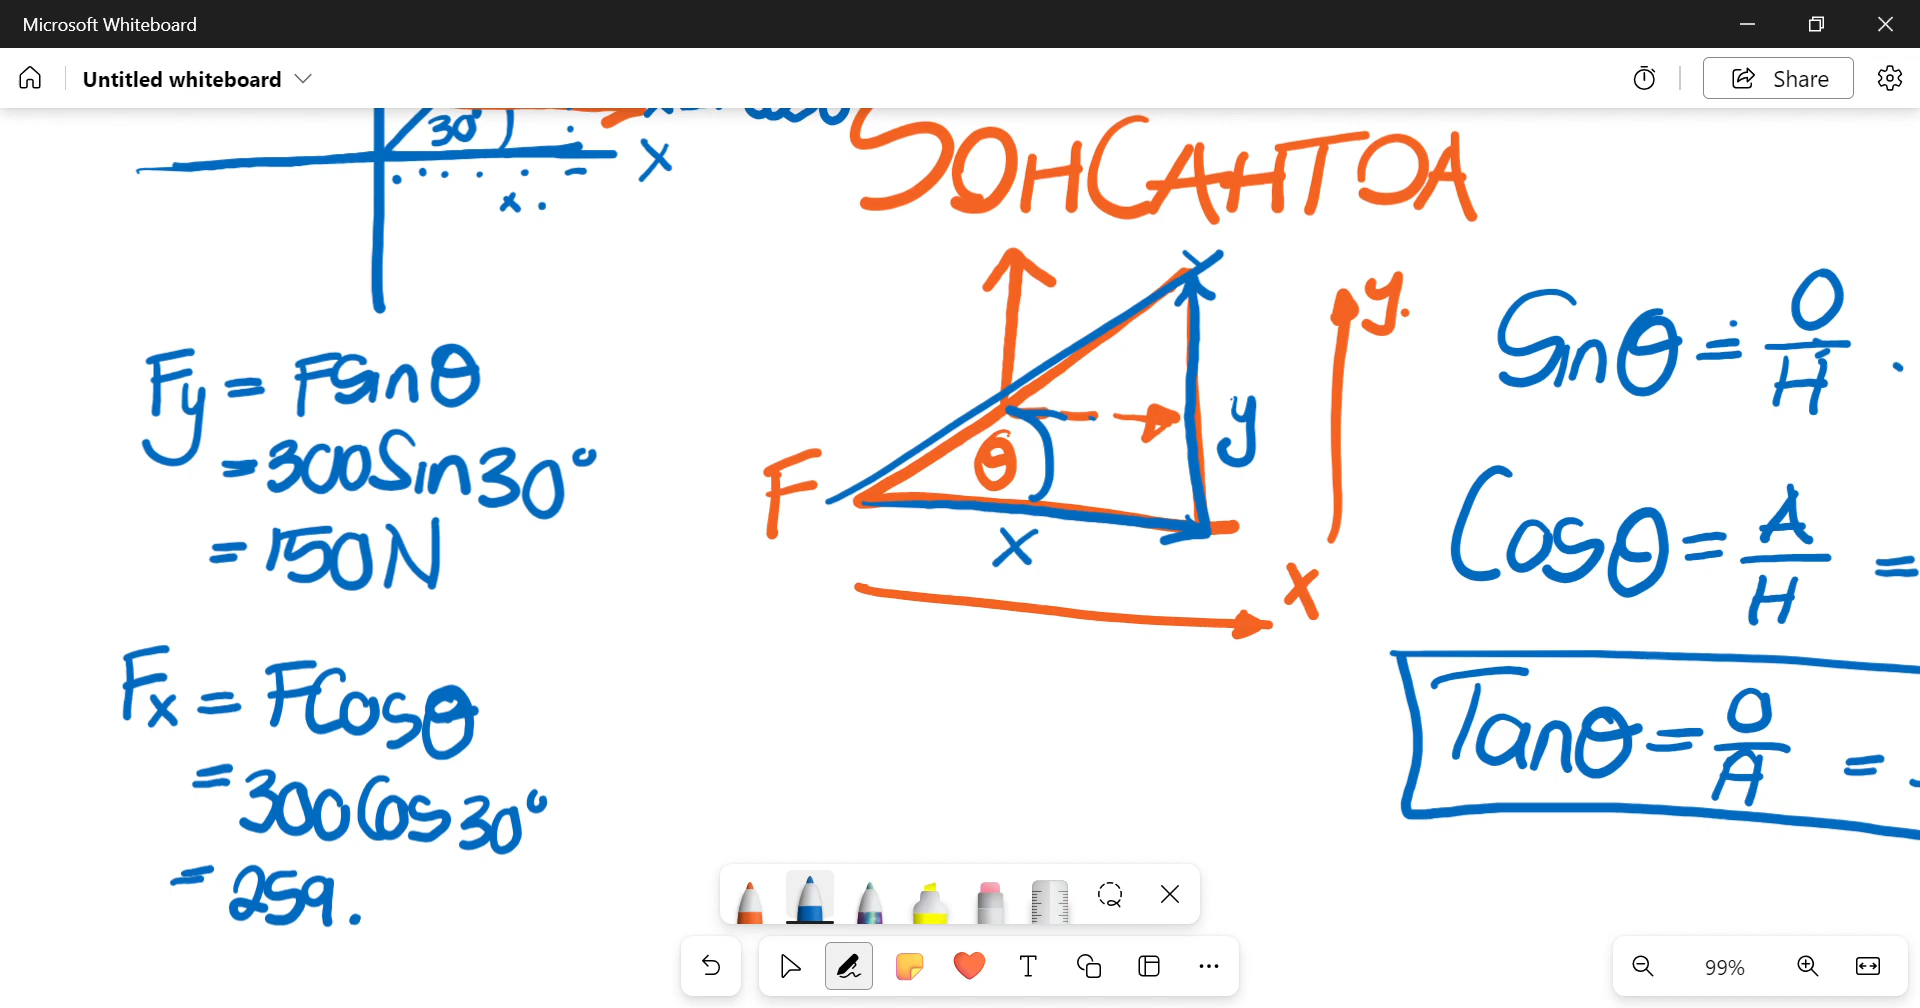 Microsoft Whiteboard
Untitled whiteboard
Share
30°
X
x.
SOHCAHTOA
Fy = Fsinθ
= 300Sin30°
= 150N
Fx = FCosθ
= 300Cos30°
= 259.
F
θ
x
y
y.
X
Sinθ = O/H .
Cosθ = A/H =
Tanθ = O/A =
99%